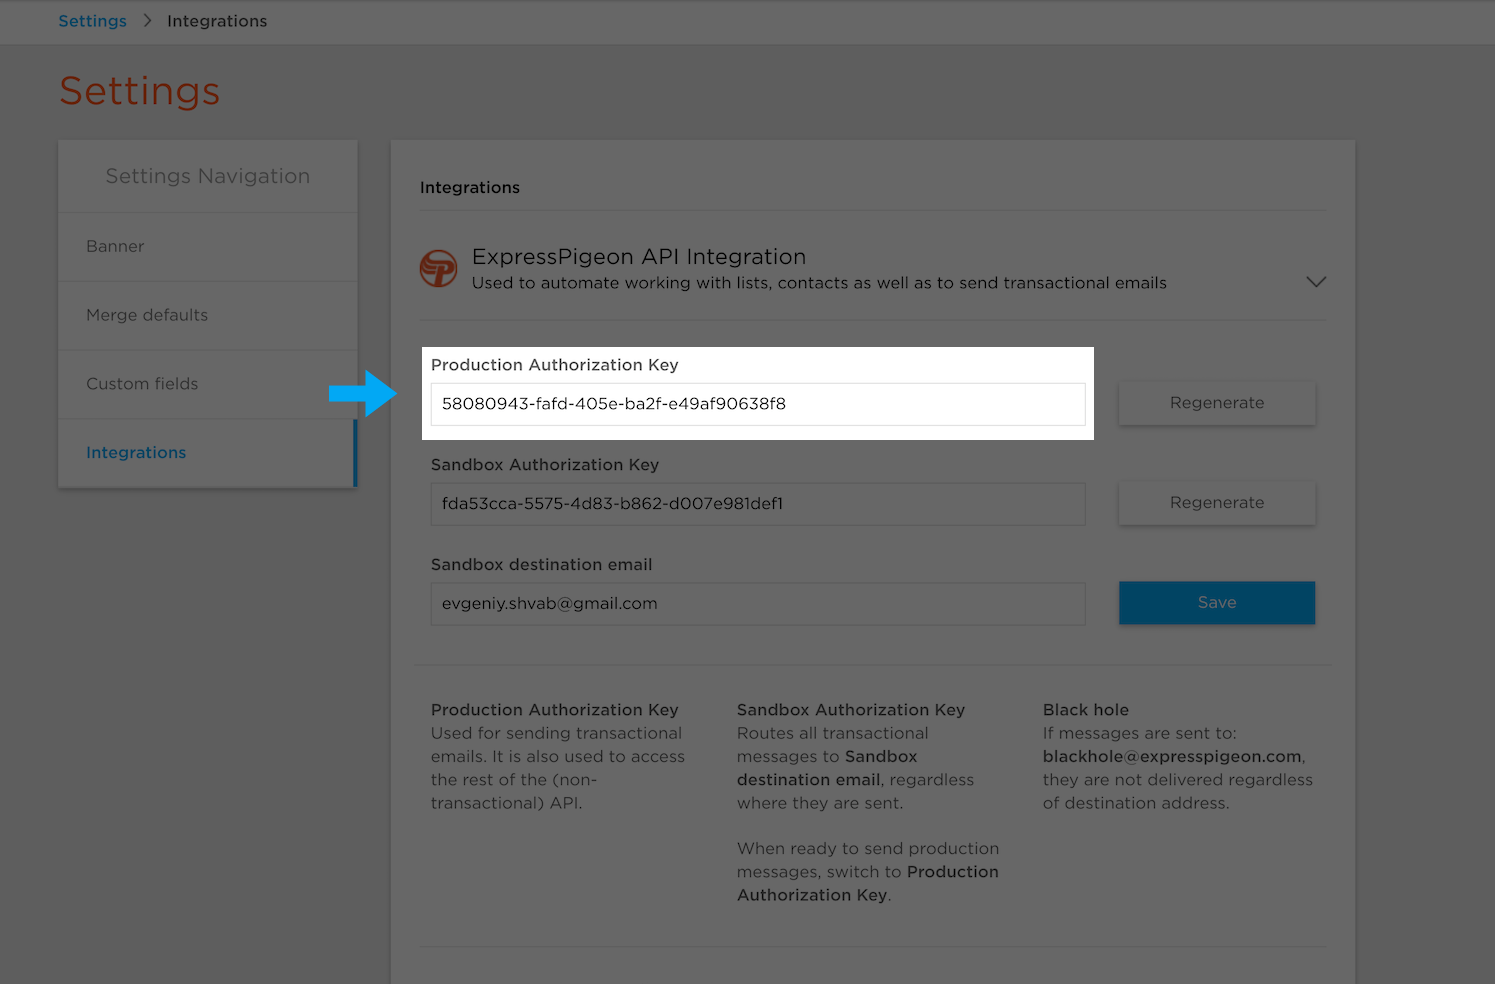 Settings > Integrations
Settings
Settings Navigation
Banner
Merge defaults
Custom fields
Integrations
Integrations
ExpressPigeon API Integration
Used to automate working with lists, contacts as well as to send transactional emails
Production Authorization Key
58080943-fafd-405e-ba2f-e49af90638f8
Regenerate
Sandbox Authorization Key
fda53cca-5575-4d83-b862-d007e981def1
Regenerate
Sandbox destination email
evgeniy.shvab@gmail.com
Save
Production Authorization Key
Used for sending transactional
emails. It is also used to access
the rest of the (non-
transactional) API.
Sandbox Authorization Key
Routes all transactional
messages to Sandbox
destination email, regardless
where they are sent.
When ready to send production
messages, switch to Production
Authorization Key.
Black hole
If messages are sent to:
blackhole@expresspigeon.com,
they are not delivered regardless
of destination address.